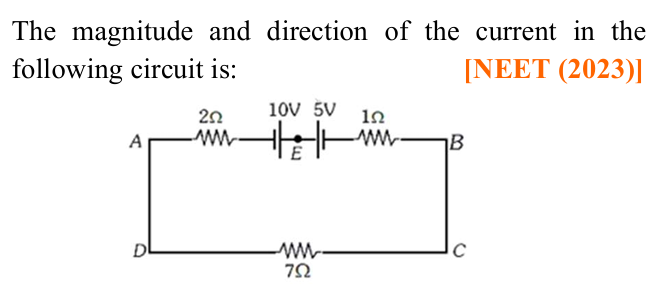 The magnitude and direction of the current in the
following circuit is: [NEET (2023)]
2Ω 10V 5V 1Ω
A E B
D C
7Ω